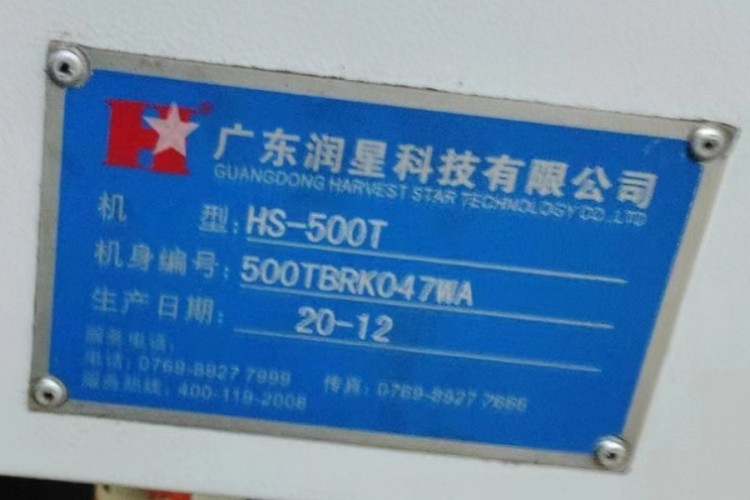 广东润星科技有限公司
GUANGDONG HARVEST STAR TECHNOLOGY CO.,LTD
机 型: HS-500T
机身编号: 500TBRK047WA
生产日期: 20-12
服务电话:
电话: 0769-8927 7999 传真: 0769-8927 7666
服务热线: 400-119-2008